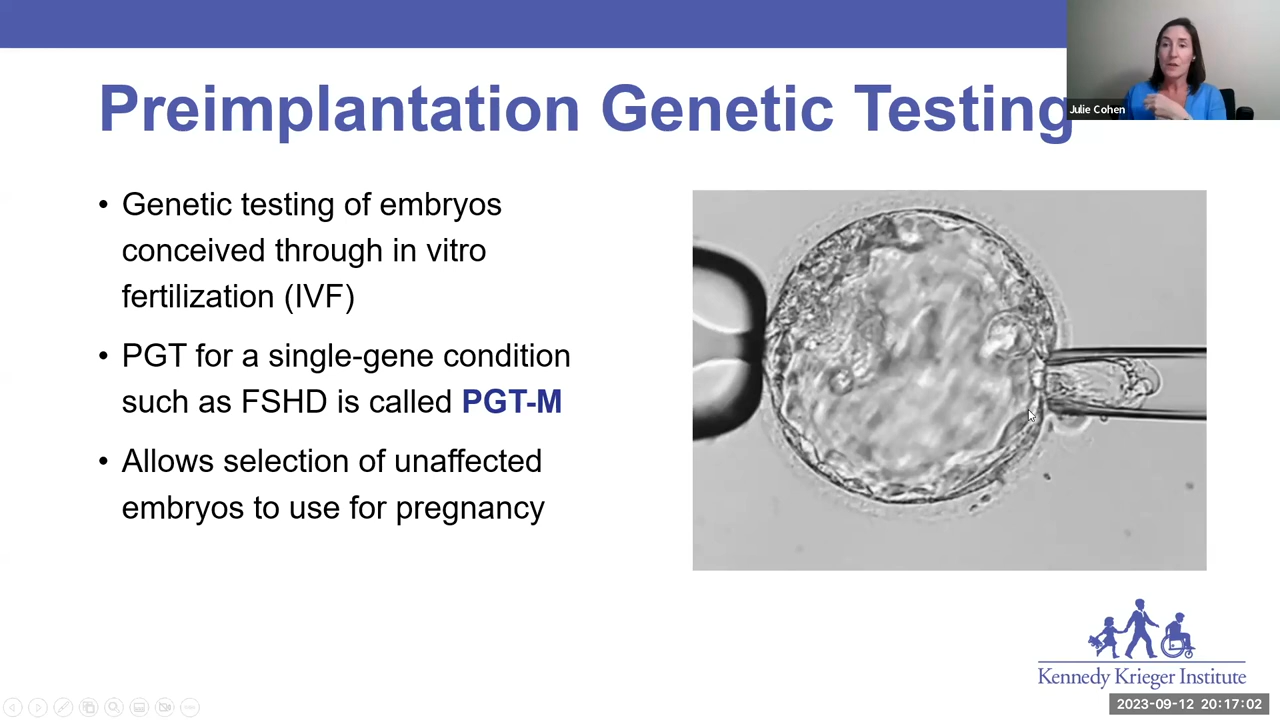 Preimplantation Genetic Testing
Julie Cohen
• Genetic testing of embryos
conceived through in vitro
fertilization (IVF)
• PGT for a single-gene condition
such as FSHD is called PGT-M
• Allows selection of unaffected
embryos to use for pregnancy
Kennedy Krieger Institute
2023-09-12 20:17:02